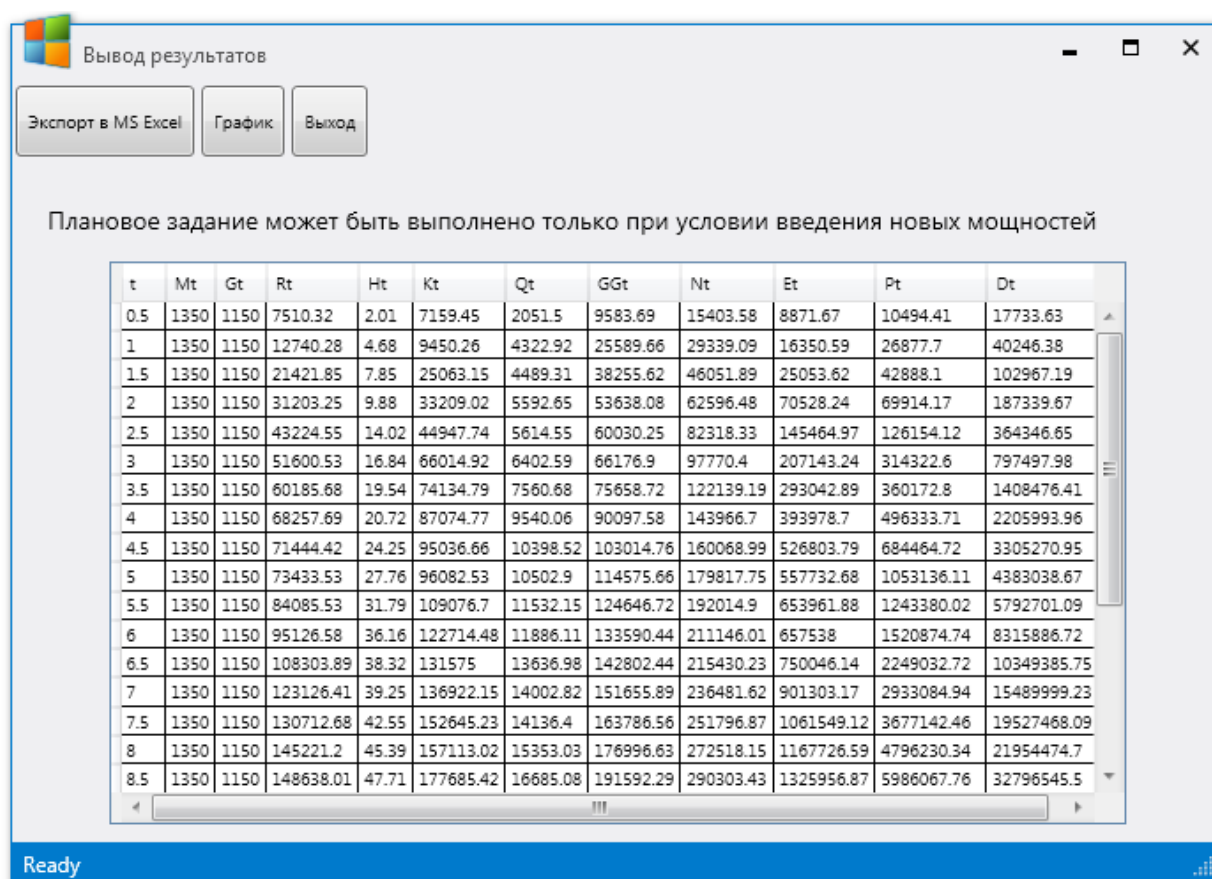 Вывод результатов
Экспорт в MS Excel График Выход
Плановое задание может быть выполнено только при условии введения новых мощностей
t Mt Gt Rt Ht Kt Qt GGt Nt Et Pt Dt
0.5 1350 1150 7510.32 2.01 7159.45 2051.5 9583.69 15403.58 8871.67 10494.41 17733.63
1 1350 1150 12740.28 4.68 9450.26 4322.92 25589.66 29339.09 16350.59 26877.7 40246.38
1.5 1350 1150 21421.85 7.85 25063.15 4489.31 38255.62 46051.89 25053.62 42888.1 102967.19
2 1350 1150 31203.25 9.88 33209.02 5592.65 53638.08 62596.48 70528.24 69914.17 187339.67
2.5 1350 1150 43224.55 14.02 44947.74 5614.55 60030.25 82318.33 145464.97 126154.12 364346.65
3 1350 1150 51600.53 16.84 66014.92 6402.59 66176.9 97770.4 207143.24 314322.6 797497.98
3.5 1350 1150 60185.68 19.54 74134.79 7560.68 75658.72 122139.19 293042.89 360172.8 1408476.41
4 1350 1150 68257.69 20.72 87074.77 9540.06 90097.58 143966.7 393978.7 496333.71 2205993.96
4.5 1350 1150 71444.42 24.25 95036.66 10398.52 103014.76 160068.99 526803.79 684464.72 3305270.95
5 1350 1150 73433.53 27.76 96082.53 10502.9 114575.66 179817.75 557732.68 1053136.11 4383038.67
5.5 1350 1150 84085.53 31.79 109076.7 11532.15 124646.72 192014.9 653961.88 1243380.02 5792701.09
6 1350 1150 95126.58 36.16 122714.48 11886.11 133590.44 211146.01 657538 1520874.74 8315886.72
6.5 1350 1150 108303.89 38.32 131575 13636.98 142802.44 215430.23 750046.14 2249032.72 10349385.75
7 1350 1150 123126.41 39.25 136922.15 14002.82 151655.89 236481.62 901303.17 2933084.94 15489999.23
7.5 1350 1150 130712.68 42.55 152645.23 14136.4 163786.56 251796.87 1061549.12 3677142.46 19527468.09
8 1350 1150 145221.2 45.39 157113.02 15353.03 176996.63 272518.15 1167726.59 4796230.34 21954474.7
8.5 1350 1150 148638.01 47.71 177685.42 16685.08 191592.29 290303.43 1325956.87 5986067.76 32796545.5
Ready